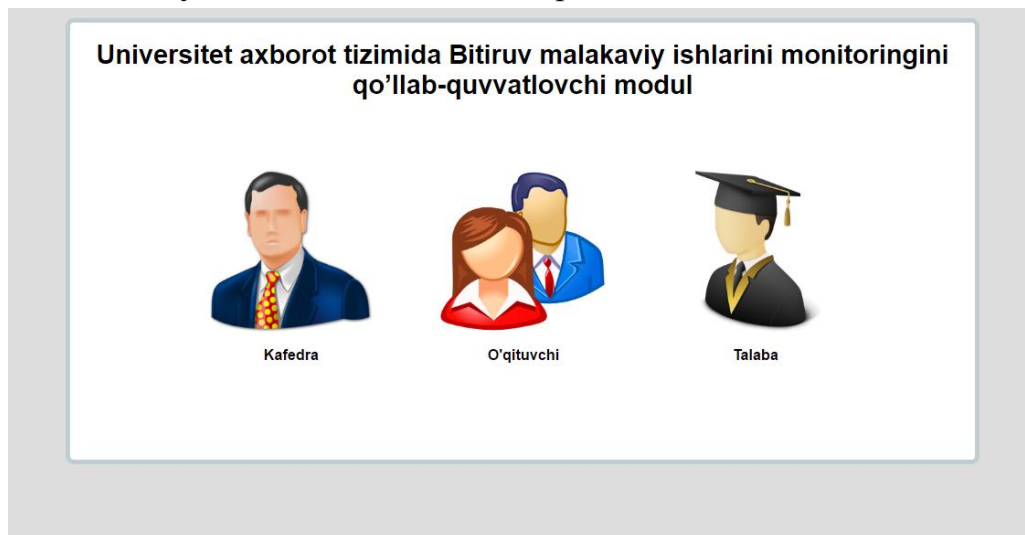 Universitet axborot tizimida Bitiruv malakaviy ishlarini monitoringini
qo’llab-quvvatlovchi modul
Kafedra
O'qituvchi
Talaba